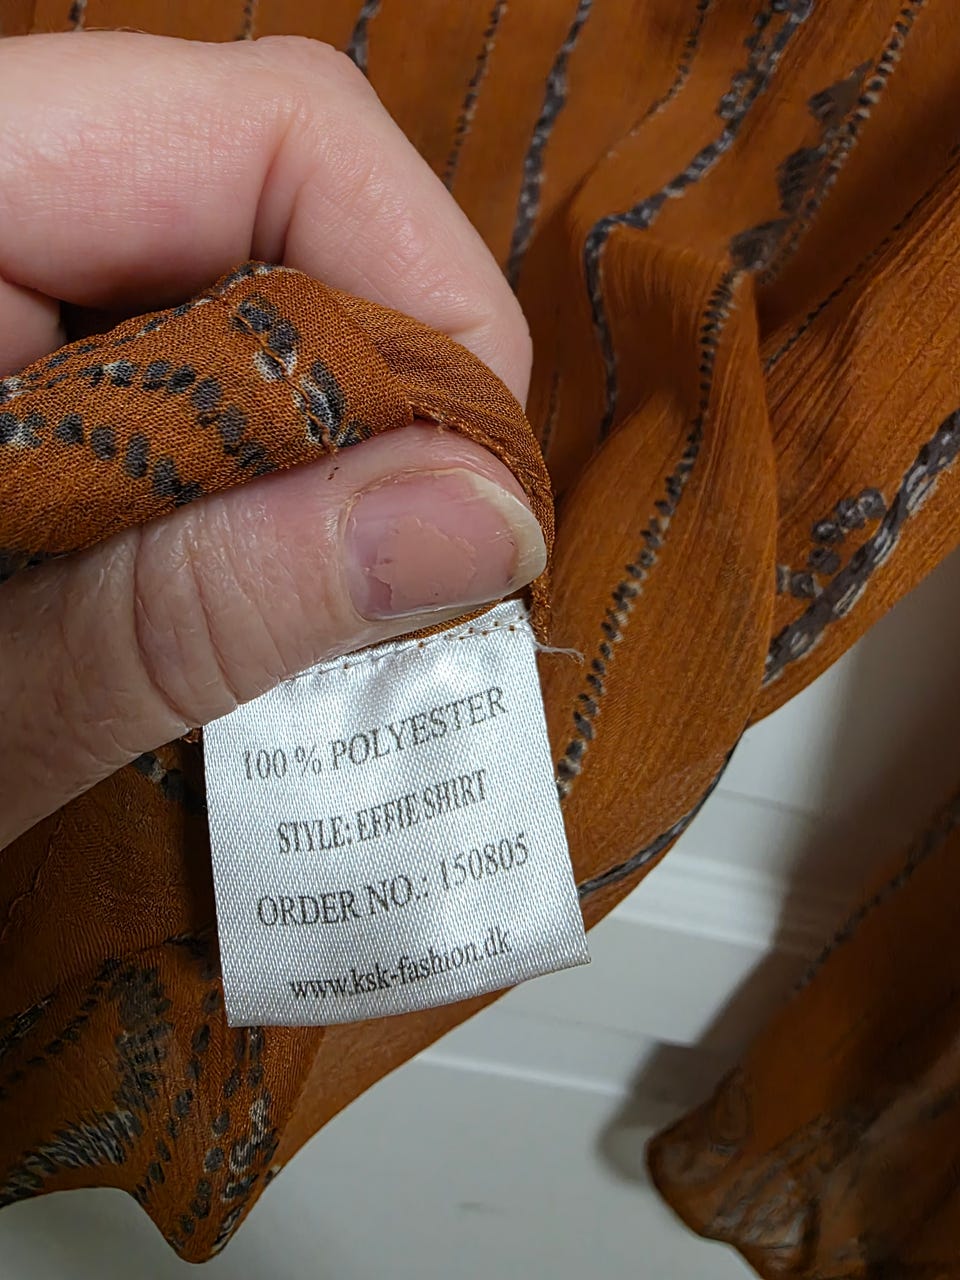 100 % POLYESTER
STYLE: EFFIE SHIRT
ORDER NO.: 150805
www.ksk-fashion.dk